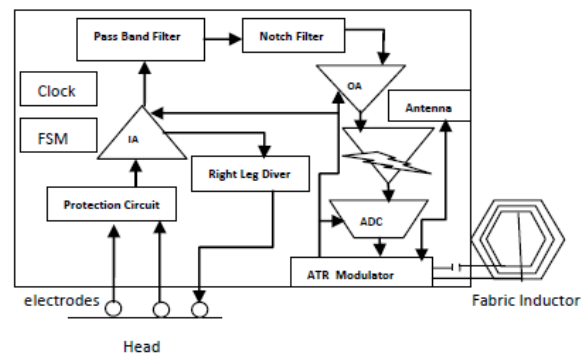 Pass Band Filter
Notch Filter
Clock
OA
Antenna
FSM
IA
Right Leg Diver
Protection Circuit
ADC
ATR Modulator
electrodes
Fabric Inductor
Head